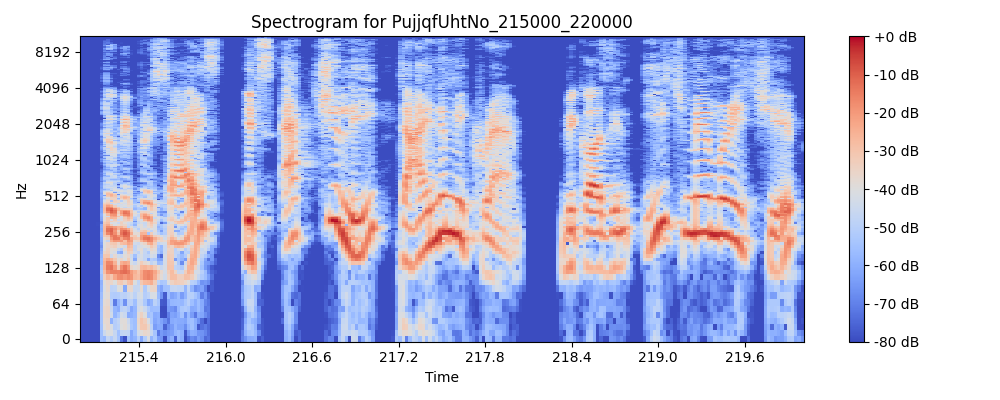 Spectrogram for PujjqfUhtNo_215000_220000
8192
4096
2048
1024
512
256
128
64
0
Hz
215.4 216.0 216.6 217.2 217.8 218.4 219.0 219.6
Time
+0 dB
-10 dB
-20 dB
-30 dB
-40 dB
-50 dB
-60 dB
-70 dB
-80 dB